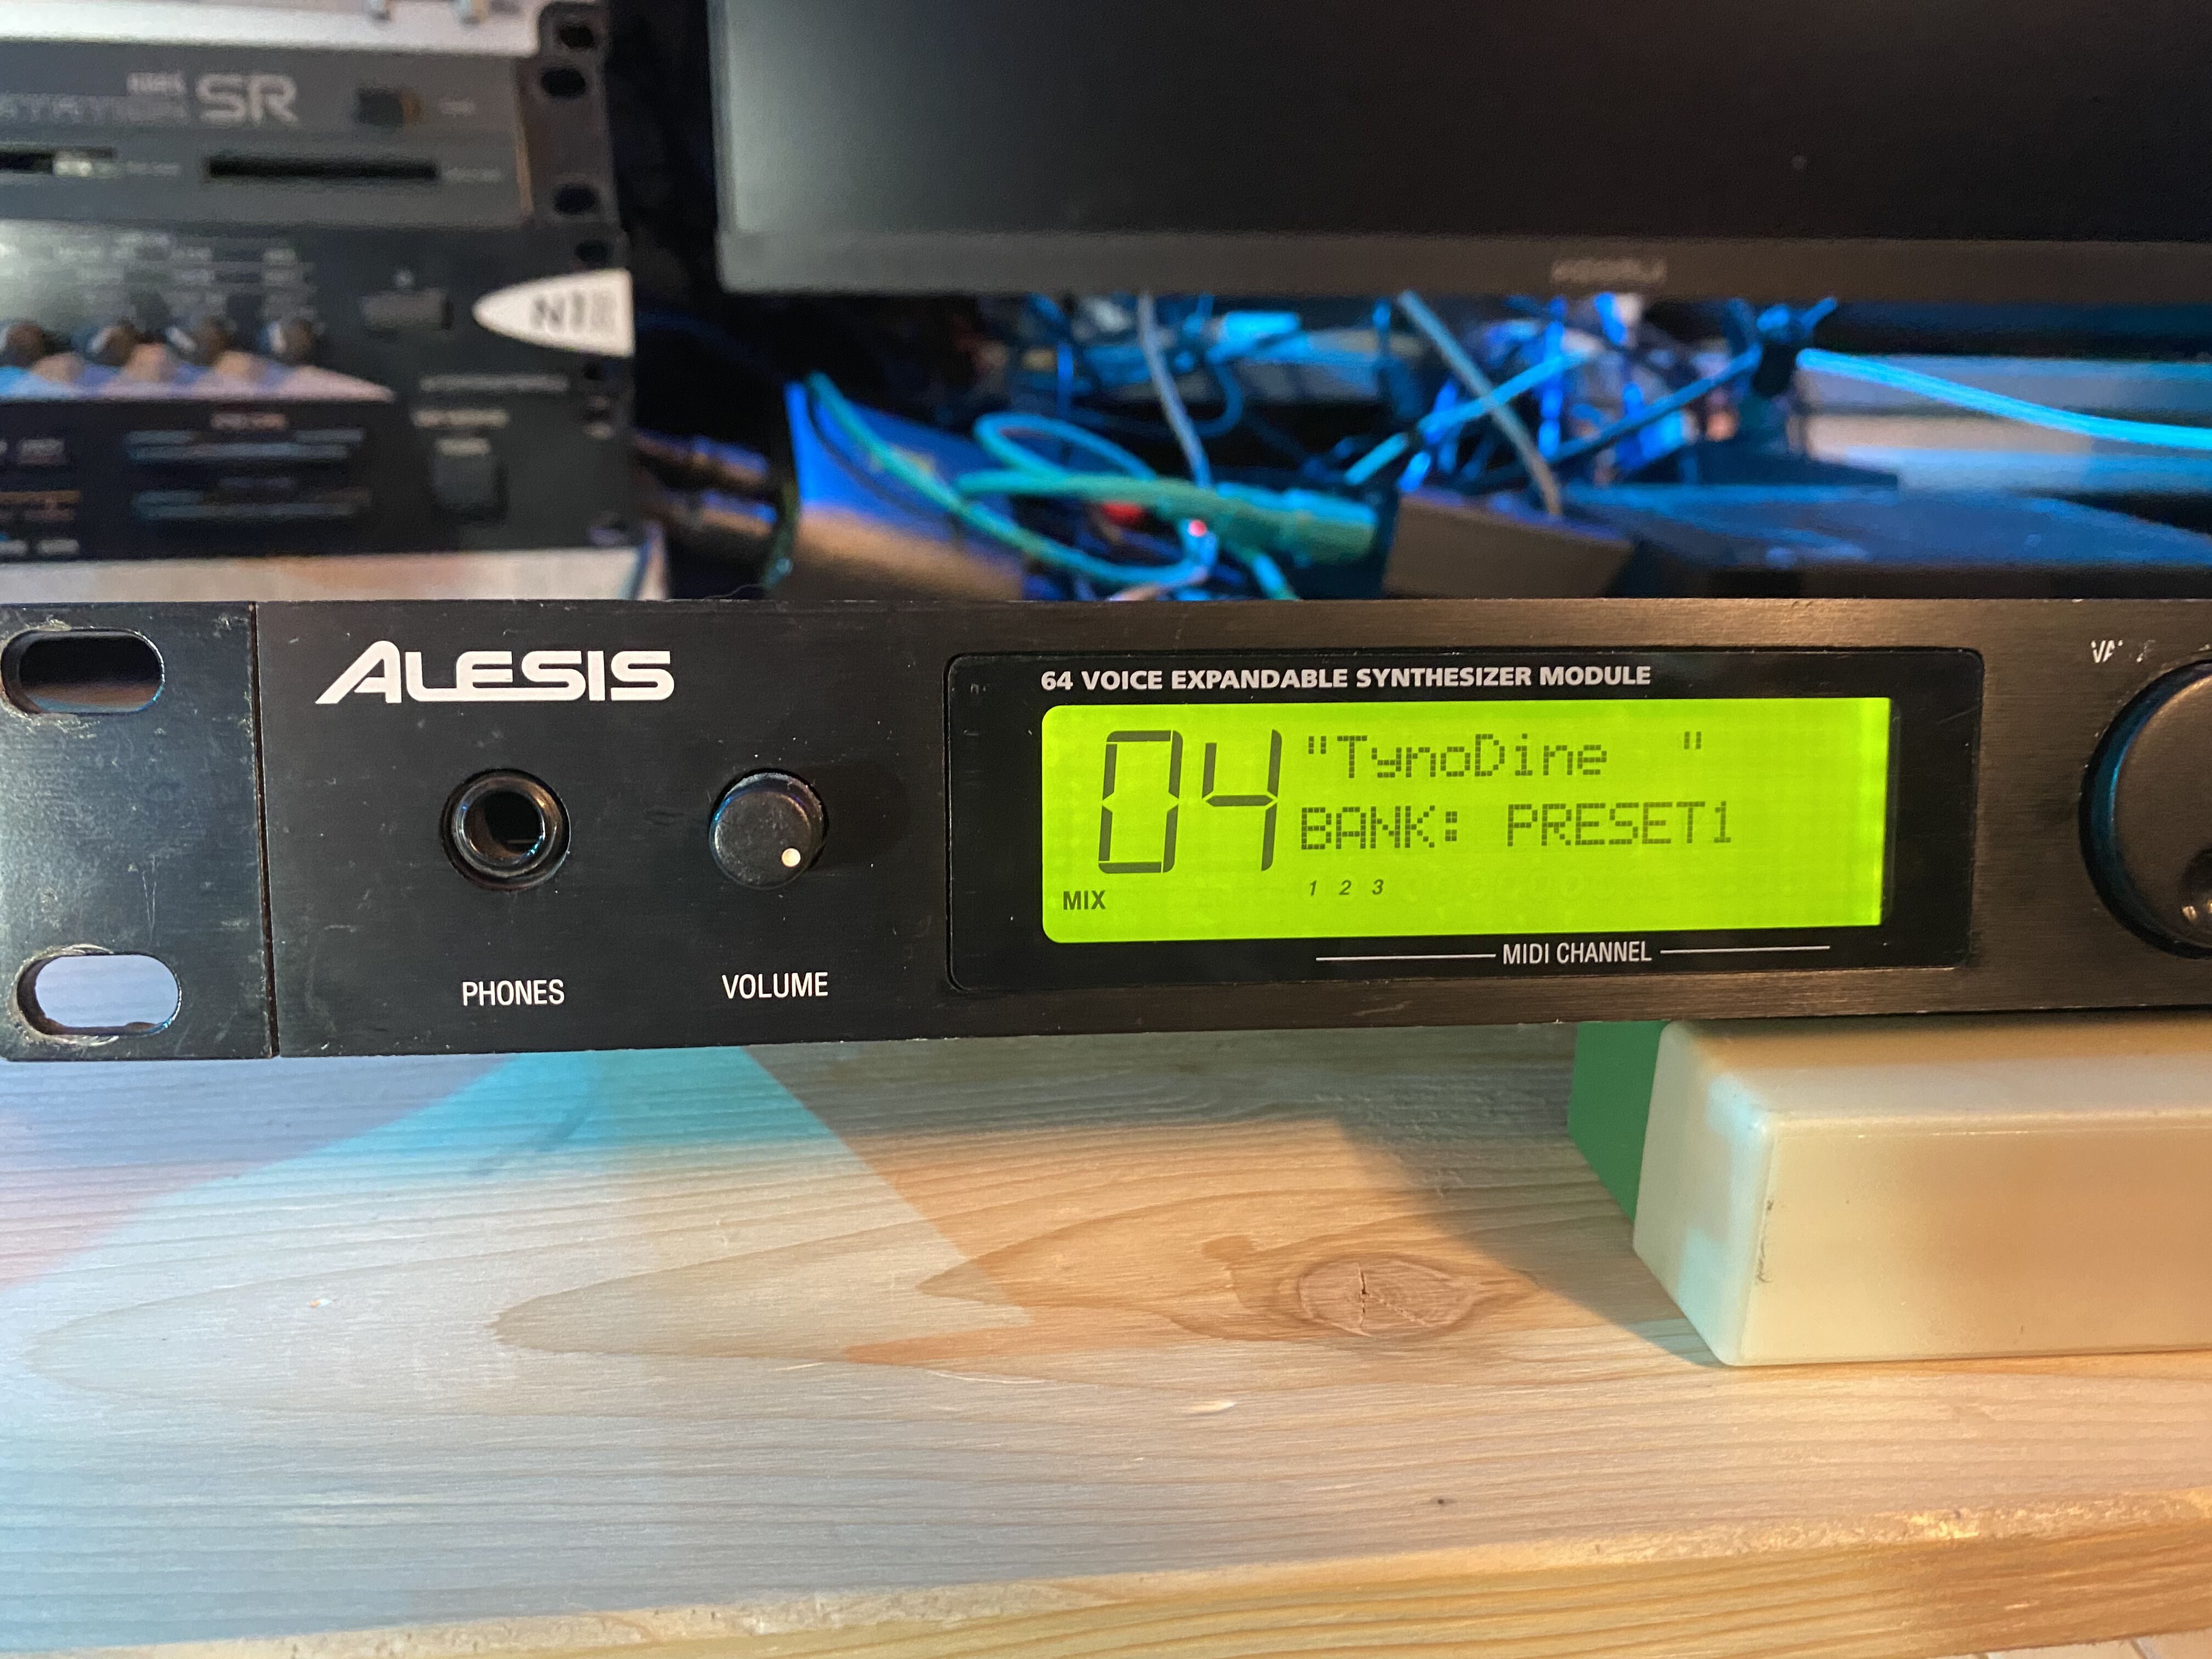 SR
N1
ALESIS
64 VOICE EXPANDABLE SYNTHESIZER MODULE
04
"TynoDine   "
BANK: PRESET1
MIX
1 2 3
MIDI CHANNEL
PHONES
VOLUME